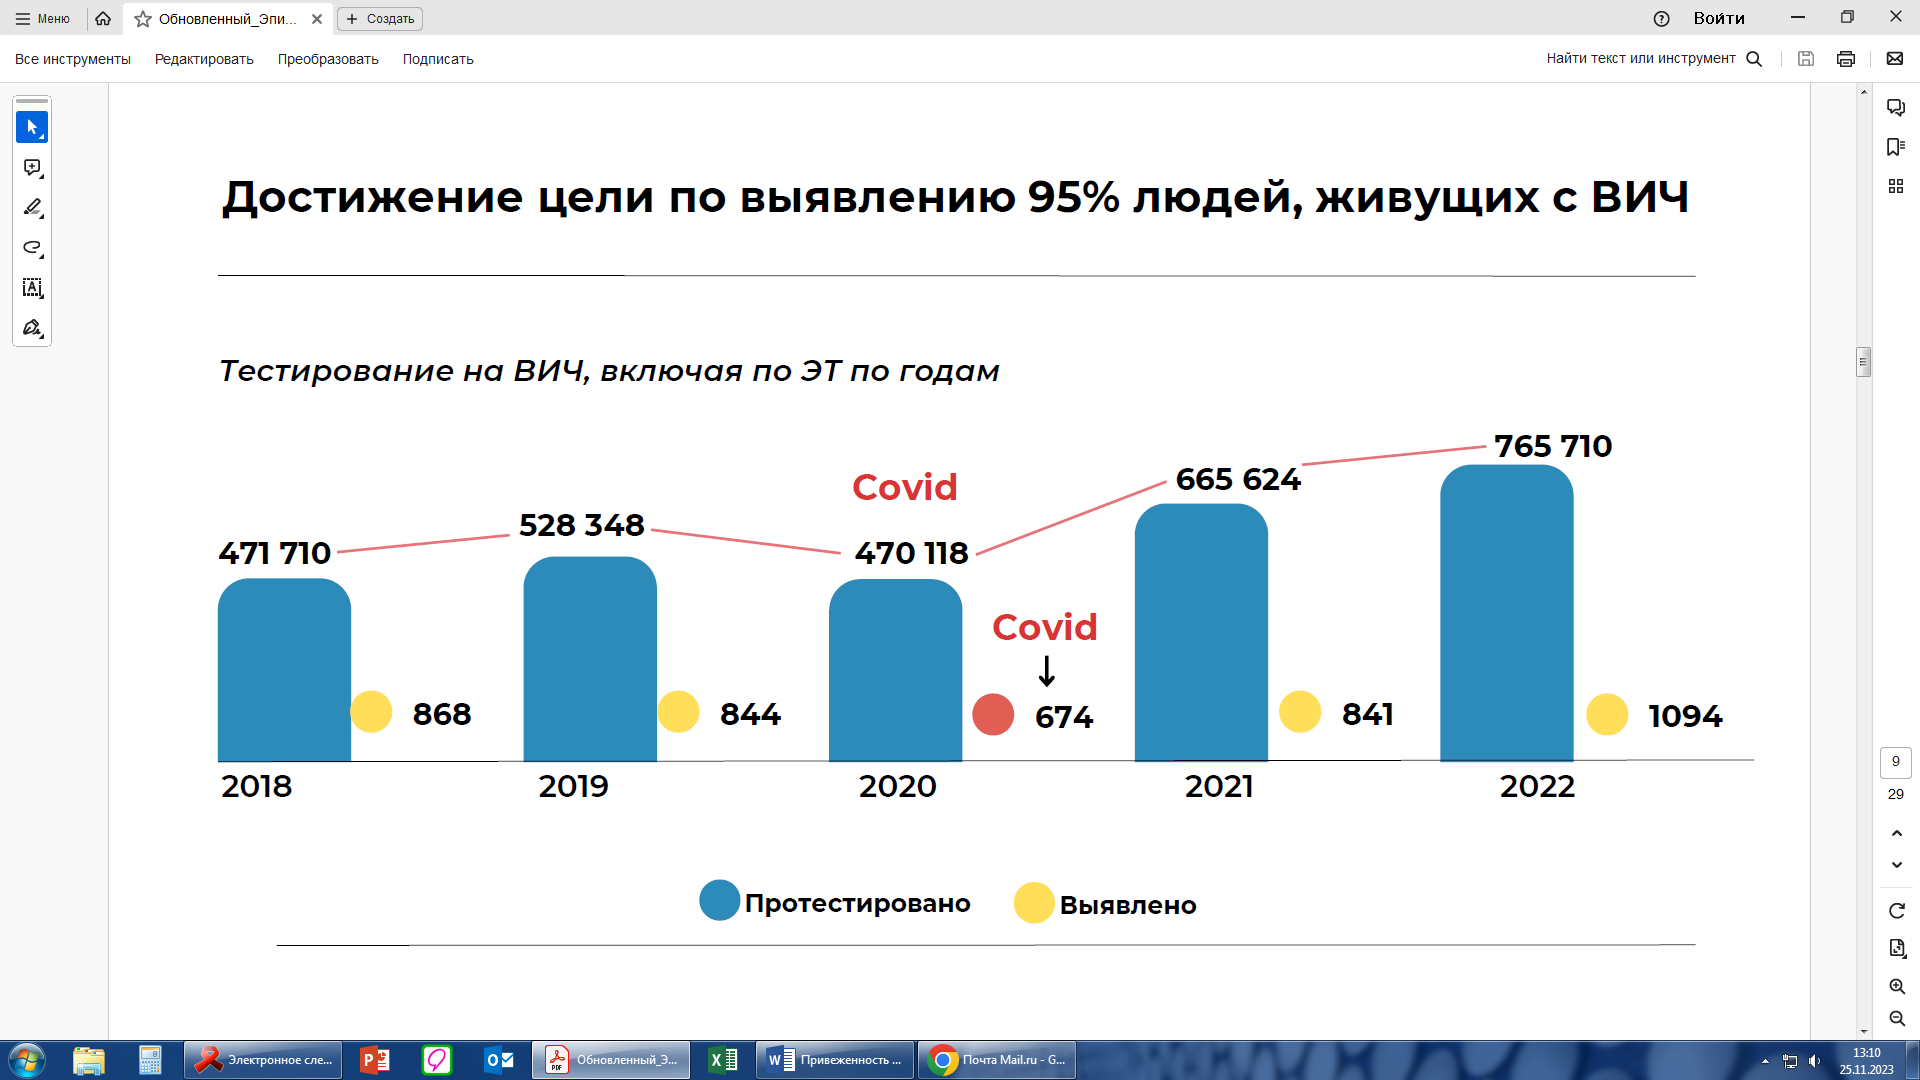 Меню
Обновленный_Эпи...
Создать
Войти
Все инструменты
Редактировать
Преобразовать
Подписать
Найти текст или инструмент
Достижение цели по выявлению 95% людей, живущих с ВИЧ
Тестирование на ВИЧ, включая по ЭТ по годам
765 710
665 624
Covid
528 348
471 710
470 118
Covid
868
844
674
841
1094
2018
2019
2020
2021
2022
Протестировано
Выявлено
9
29
Электронное сле...
Обновленный_Э...
Привеженность ...
Почта Mail.ru - G...
13:10
25.11.2023